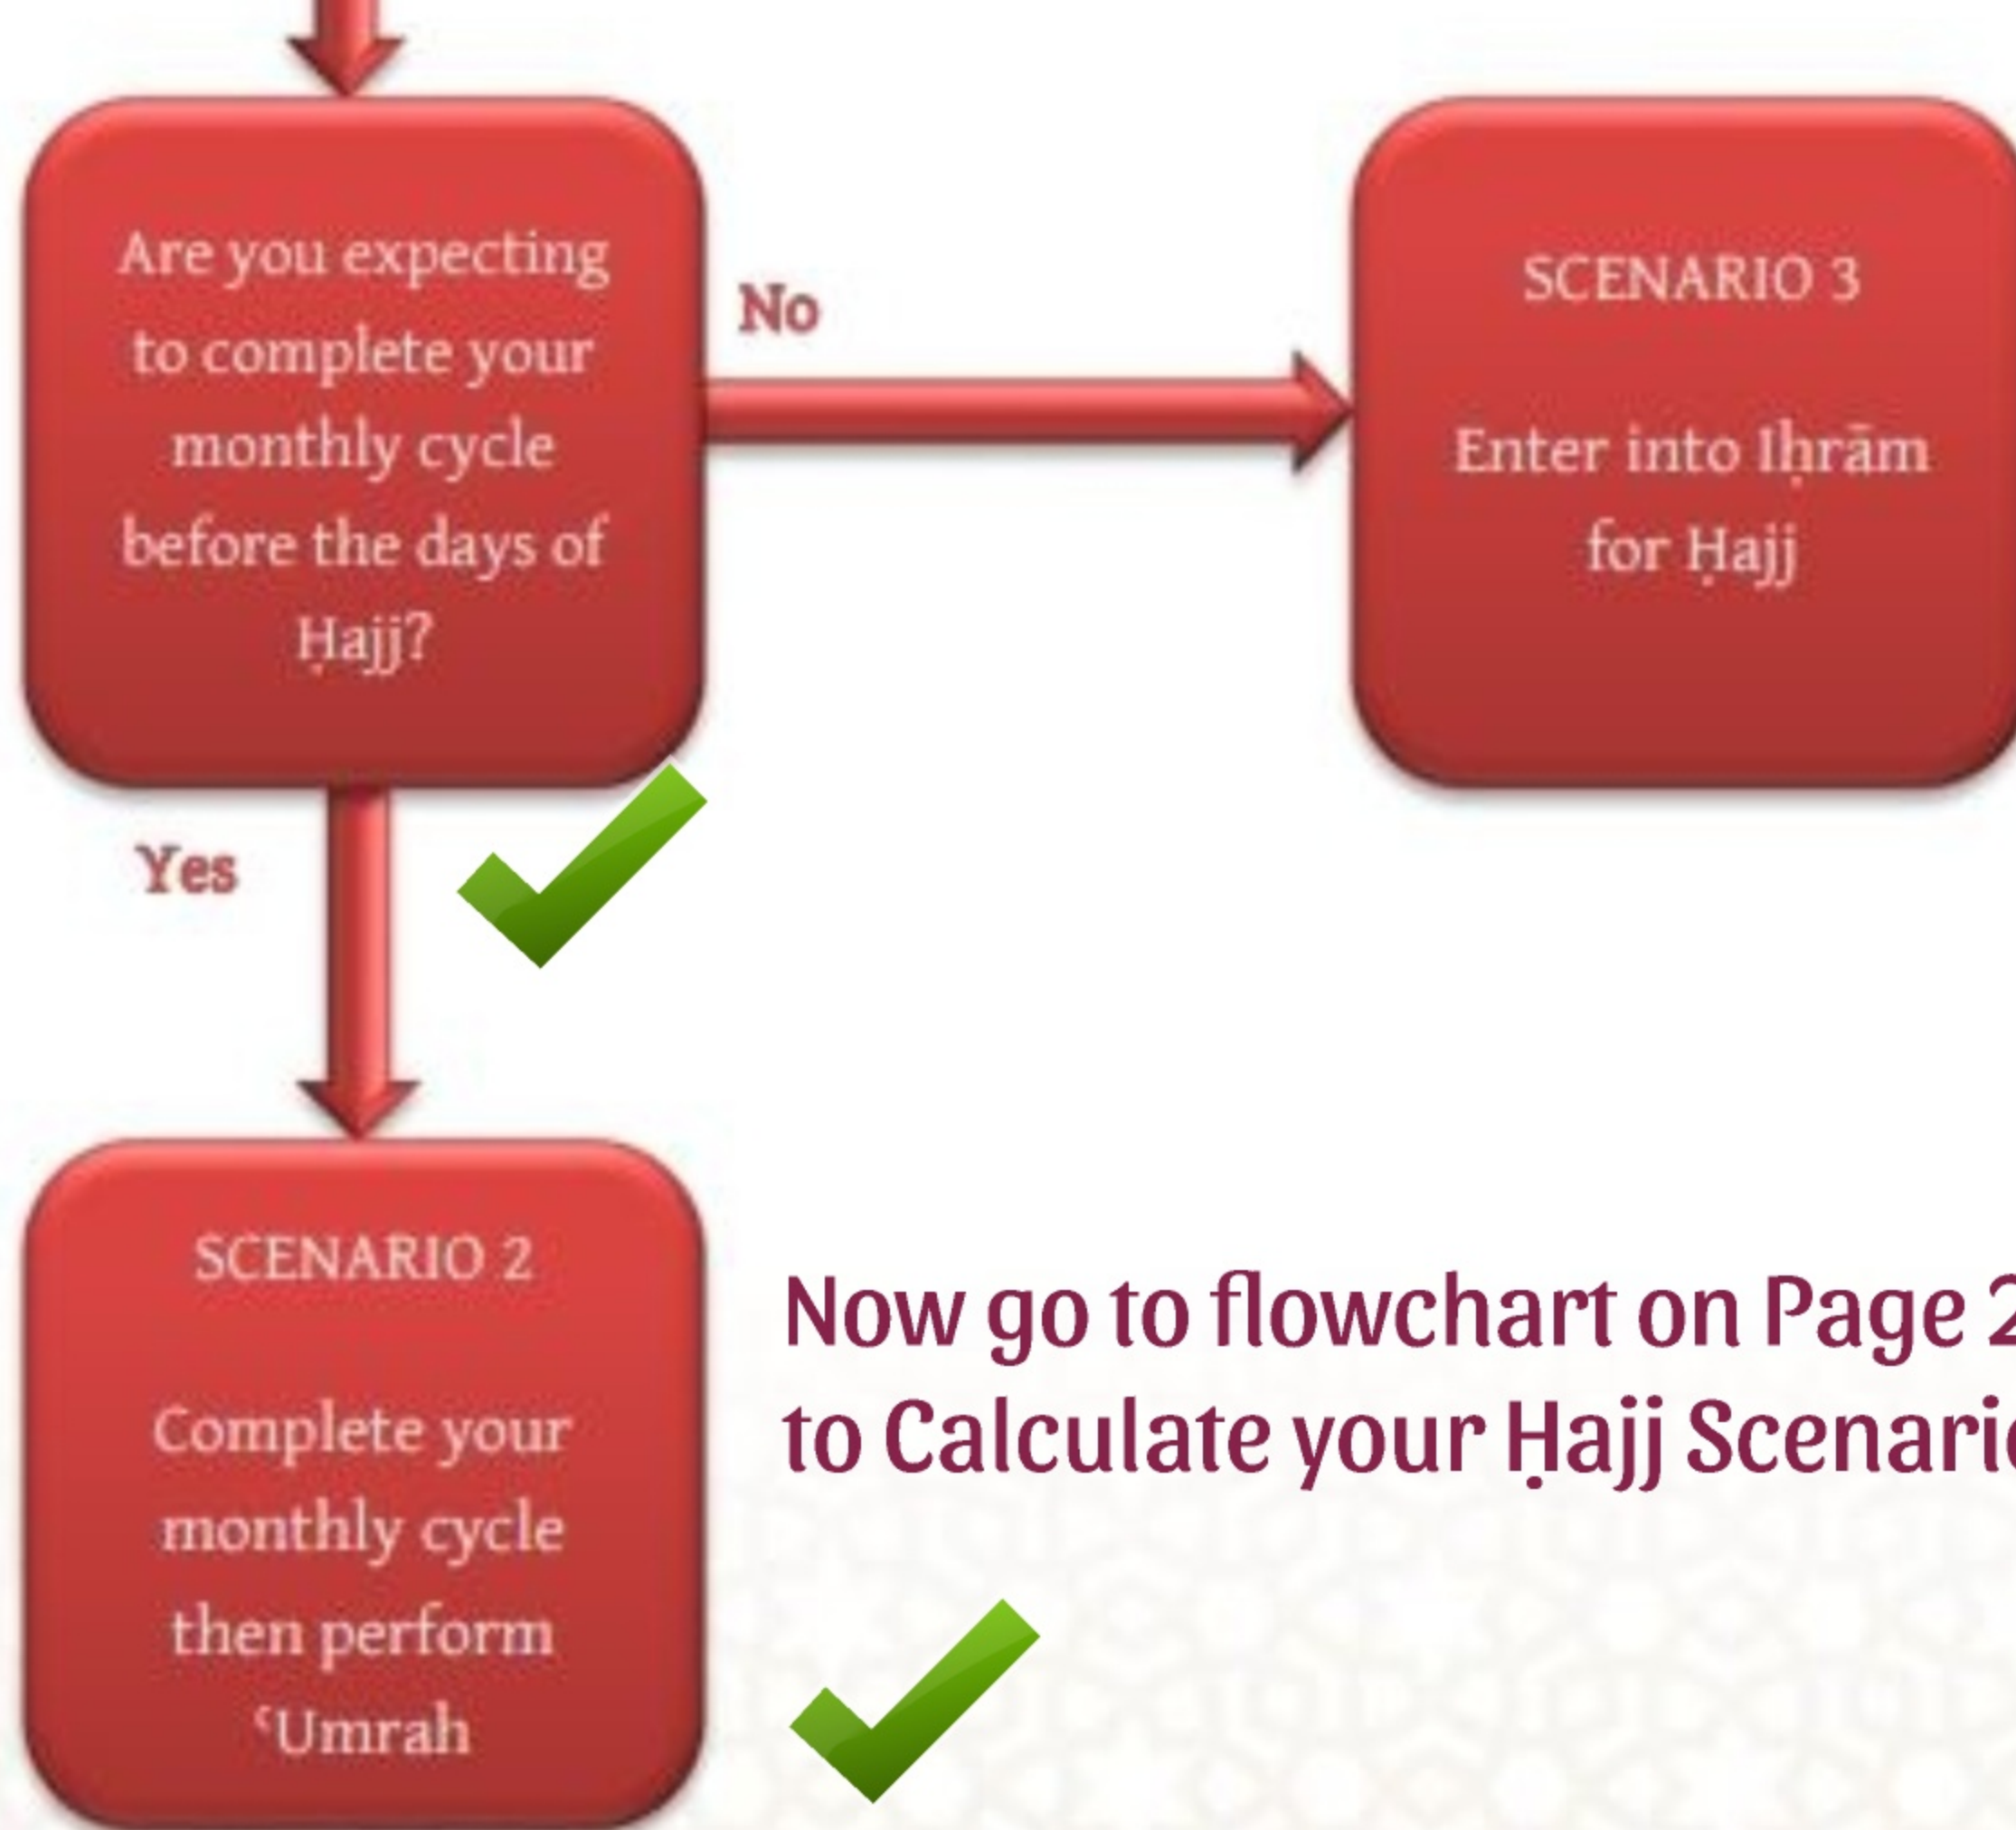 Are you expecting
to complete your
monthly cycle
before the days of
Ḥajj?
No
SCENARIO 3
Enter into Iḥrām
for Ḥajj
Yes
SCENARIO 2
Complete your
monthly cycle
then perform
ʿUmrah
Now go to flowchart on Page 2
to Calculate your Ḥajj Scenario